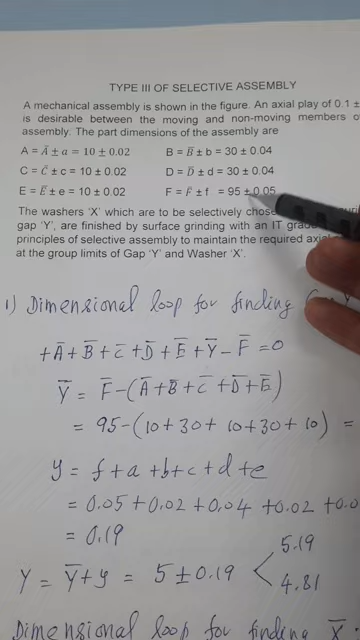 TYPE III OF SELECTIVE ASSEMBLY
A mechanical assembly is shown in the figure. An axial play of 0.1 ±
is desirable between the moving and non-moving members of
assembly. The part dimensions of the assembly are
A = Ā ± a = 10 ± 0.02 B = B̄ ± b = 30 ± 0.04
C = C̄ ± c = 10 ± 0.02 D = D̄ ± d = 30 ± 0.04
E = Ē ± e = 10 ± 0.02 F = F̄ ± f = 95 ± 0.05
The washers 'X' which are to be selectively chose
gap 'Y', are finished by surface grinding with an IT grade
principles of selective assembly to maintain the required axial
at the group limits of Gap 'Y' and Washer 'X'.
1) Dimensional loop for finding
+Ā + B̄ + C̄ + D̄ + Ē + Ȳ - F̄ = 0
Ȳ = F̄ - (Ā + B̄ + C̄ + D̄ + Ē)
= 95 - (10 + 30 + 10 + 30 + 10) =
y = f + a + b + c + d + e
= 0.05 + 0.02 + 0.04 + 0.02 + 0.0
= 0.19
Y = Ȳ + y = 5 ± 0.19 < 5.19
4.81
Dimensional loop for finding X̄